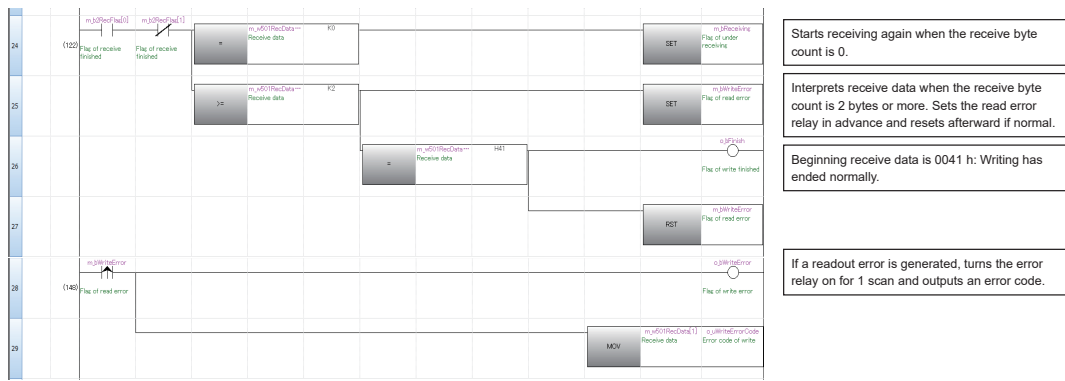 m_b2RecFlag[0] m_b2RecFlag[1] m_w501RecData··· K0 m_bReceiving
24 (122) Flag of receive finished Flag of receive finished = Receive data SET Flag of under receiving
Starts receiving again when the receive byte
count is 0.
m_w501RecData··· K2 m_bWriteError
25 >= Receive data SET Flag of read error
Interprets receive data when the receive byte
count is 2 bytes or more. Sets the read error
relay in advance and resets afterward if normal.
m_w501RecData··· H41 o_bFinish
26 = Receive data Flag of write finished
Beginning receive data is 0041 h: Writing has
ended normally.
m_bWriteError
27 RST Flag of read error
m_bWriteError o_bWriteError
28 (148) Flag of read error Flag of write error
If a readout error is generated, turns the error
relay on for 1 scan and outputs an error code.
m_w501RecData[1] o_uWriteErrorCode
29 MOV Receive data Error code of write